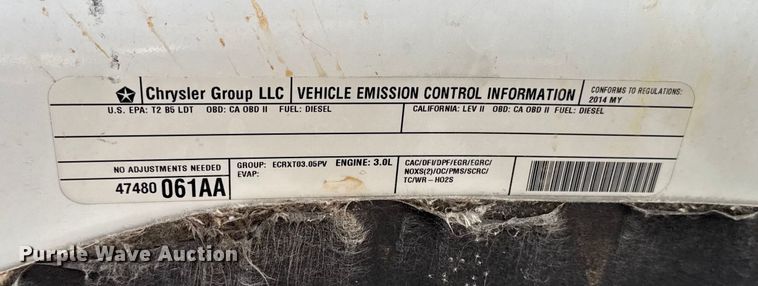 Chrysler Group LLC VEHICLE EMISSION CONTROL INFORMATION CONFORMS TO REGULATIONS:
2014 MY
U.S. EPA: T2 B5 LDT OBD: CA OBD II FUEL: DIESEL CALIFORNIA: LEV II OBD: CA OBD II FUEL: DIESEL
NO ADJUSTMENTS NEEDED
47480 061AA
GROUP: ECRXT03.05PV ENGINE: 3.0L
EVAP:
CAC/DFI/DPF/EGR/EGRC/
NOXS(2)/OC/PMS/SCRC/
TC/WR-HO2S
Purple Wave Auction